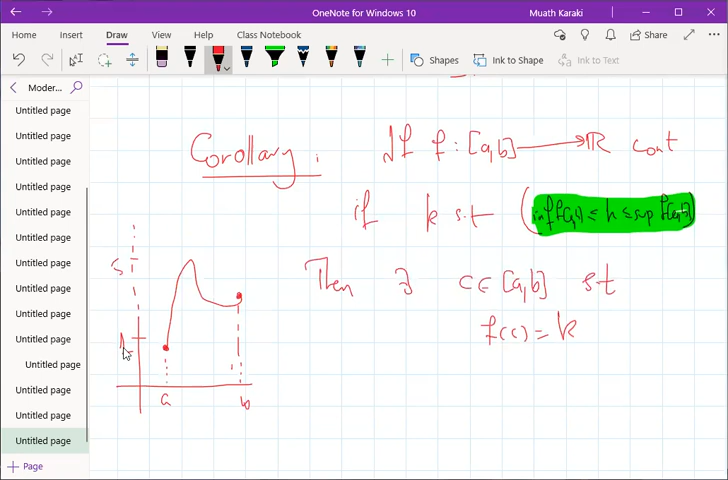 OneNote for Windows 10
Muath Karaki
Home Insert Draw View Help Class Notebook
Share
Shapes Ink to Shape Ink to Text
Moder...
Untitled page
Untitled page
Untitled page
Untitled page
Untitled page
Untitled page
Untitled page
Untitled page
Untitled page
Untitled page
Untitled page
Untitled page
Untitled page
Untitled page
Page
Corollary: If f: [a,b] → ℝ cont
if k st (inf f[a,b] ≤ k ≤ sup f[a,b])
Then ∃ c ∈ [a,b] st
f(c) = k
S
a b